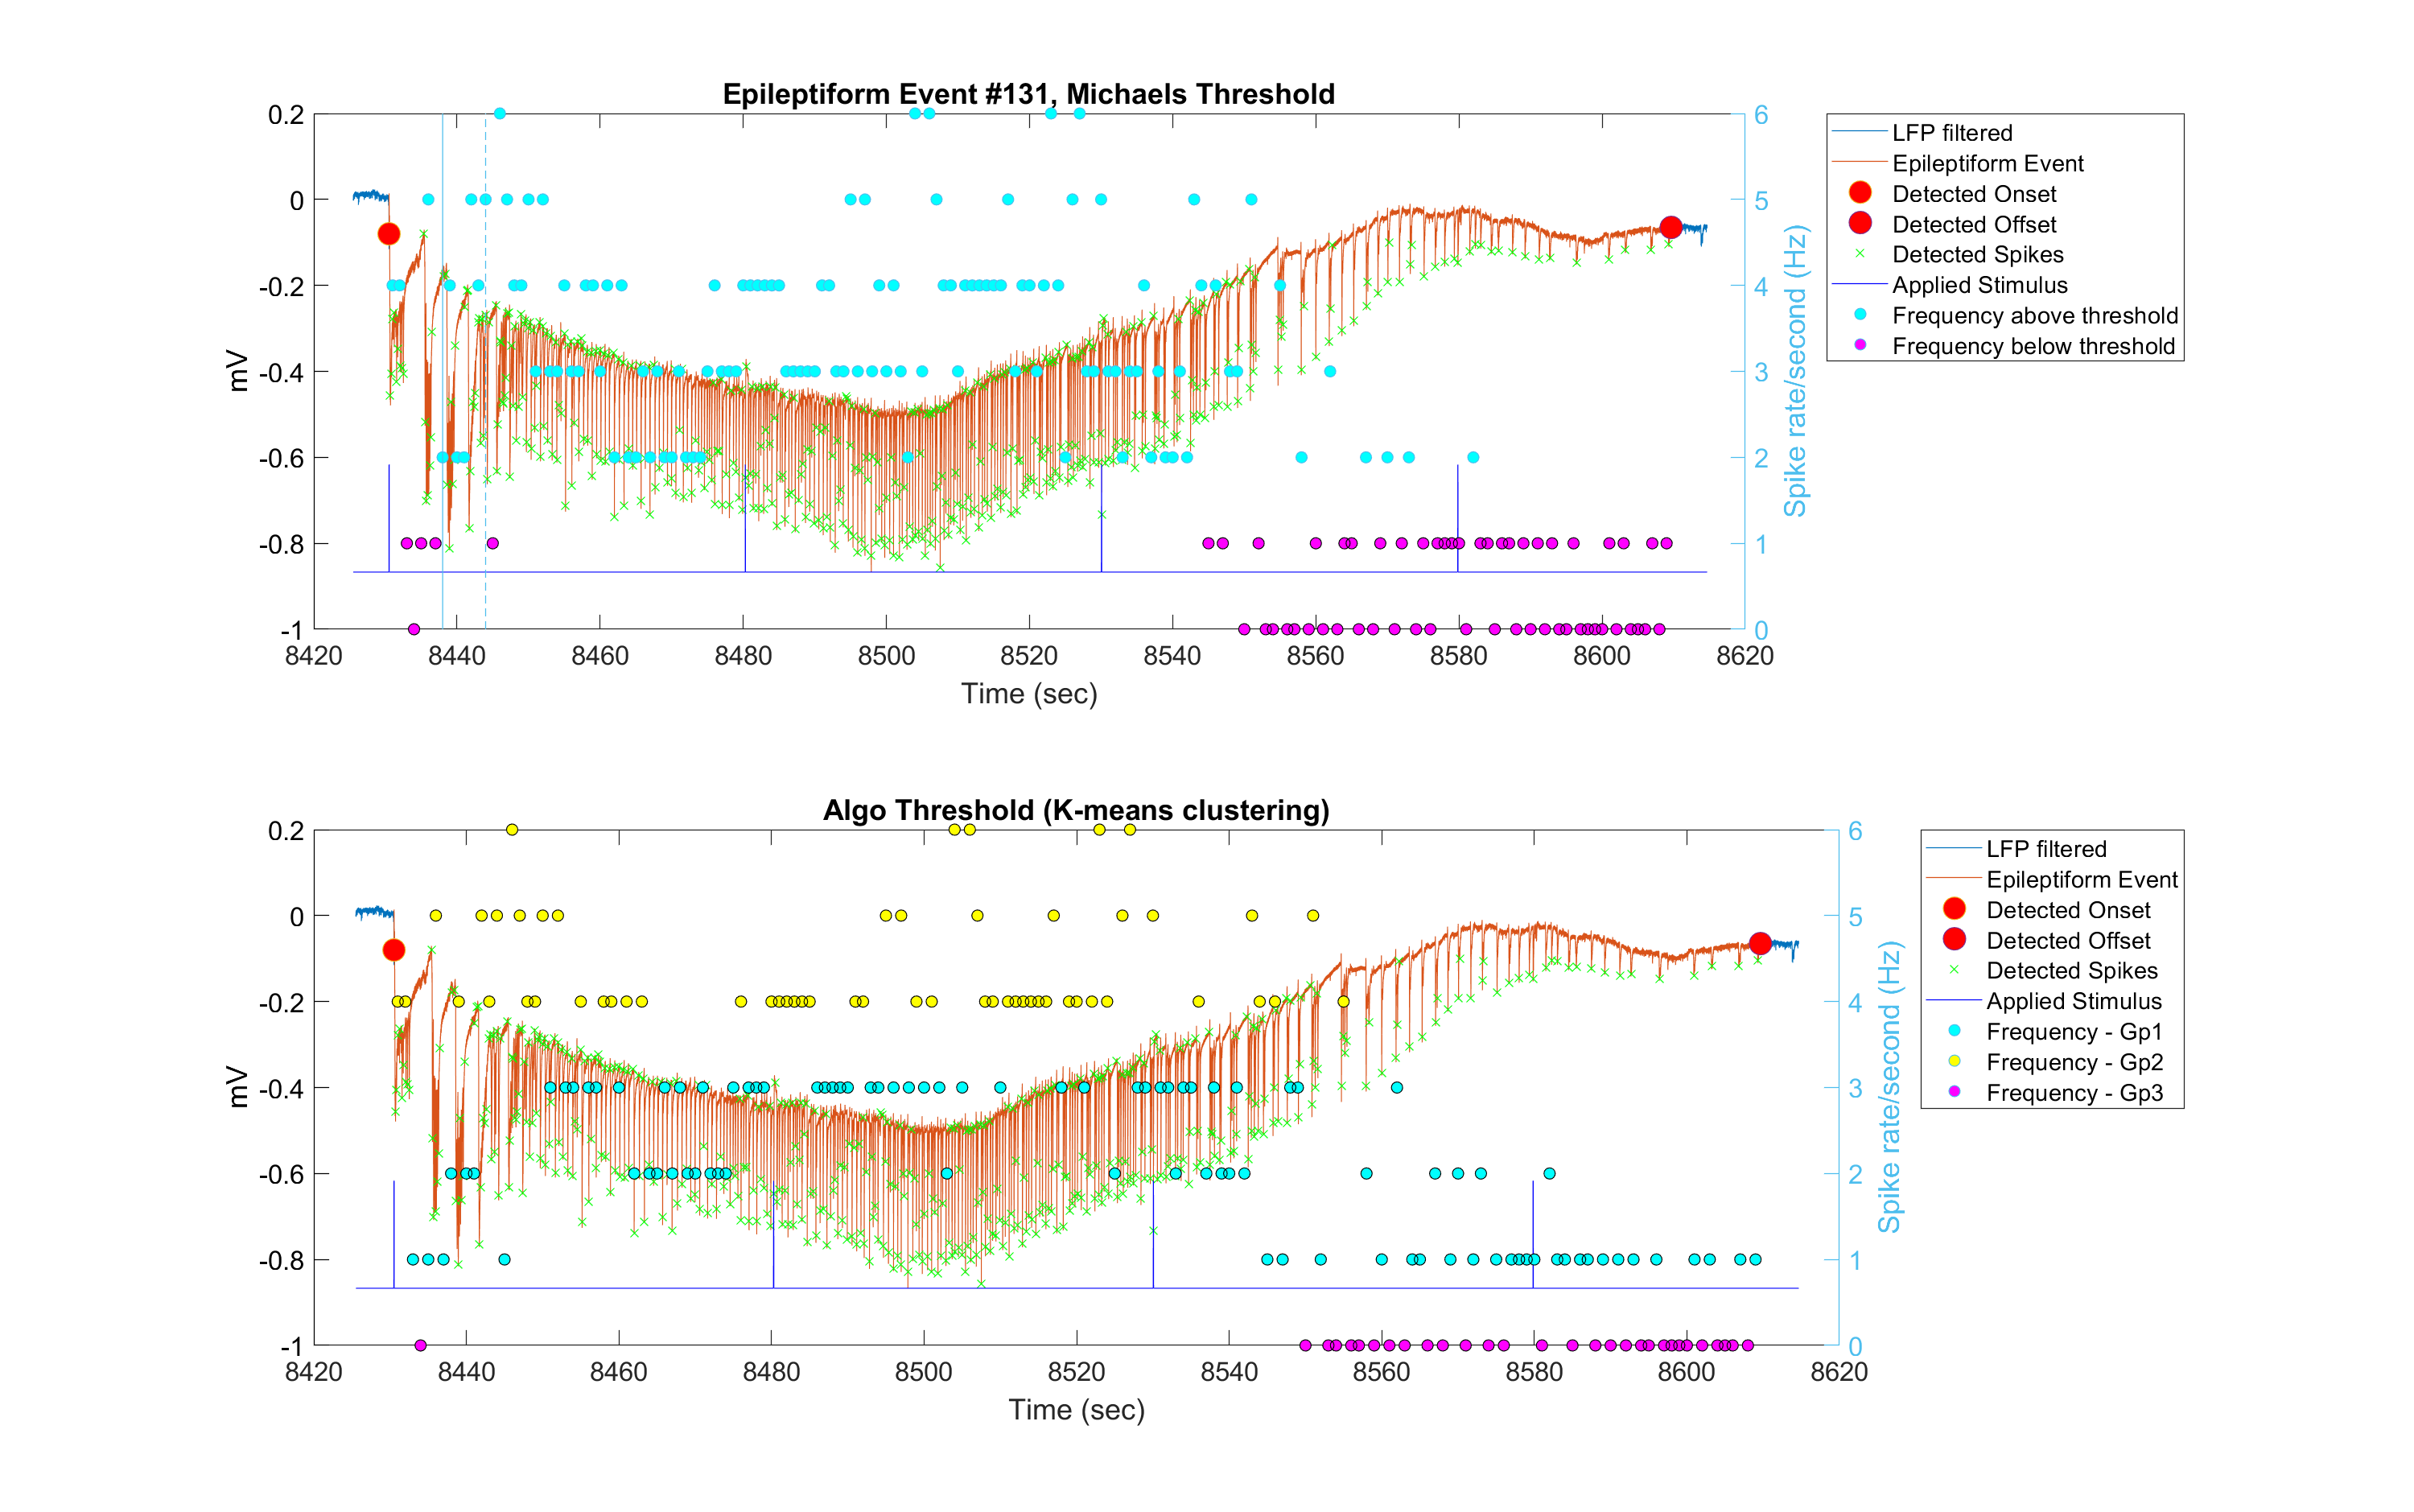 Epileptiform Event #131, Michaels Threshold
0.2
0
-0.2
-0.4
-0.6
-0.8
-1
mV
6
5
4
3
2
1
0
Spike rate/second (Hz)
8420 8440 8460 8480 8500 8520 8540 8560 8580 8600 8620
Time (sec)
LFP filtered
Epileptiform Event
Detected Onset
Detected Offset
Detected Spikes
Applied Stimulus
Frequency above threshold
Frequency below threshold
Algo Threshold (K-means clustering)
0.2
0
-0.2
-0.4
-0.6
-0.8
-1
mV
6
5
4
3
2
1
0
Spike rate/second (Hz)
8420 8440 8460 8480 8500 8520 8540 8560 8580 8600 8620
Time (sec)
LFP filtered
Epileptiform Event
Detected Onset
Detected Offset
Detected Spikes
Applied Stimulus
Frequency - Gp1
Frequency - Gp2
Frequency - Gp3